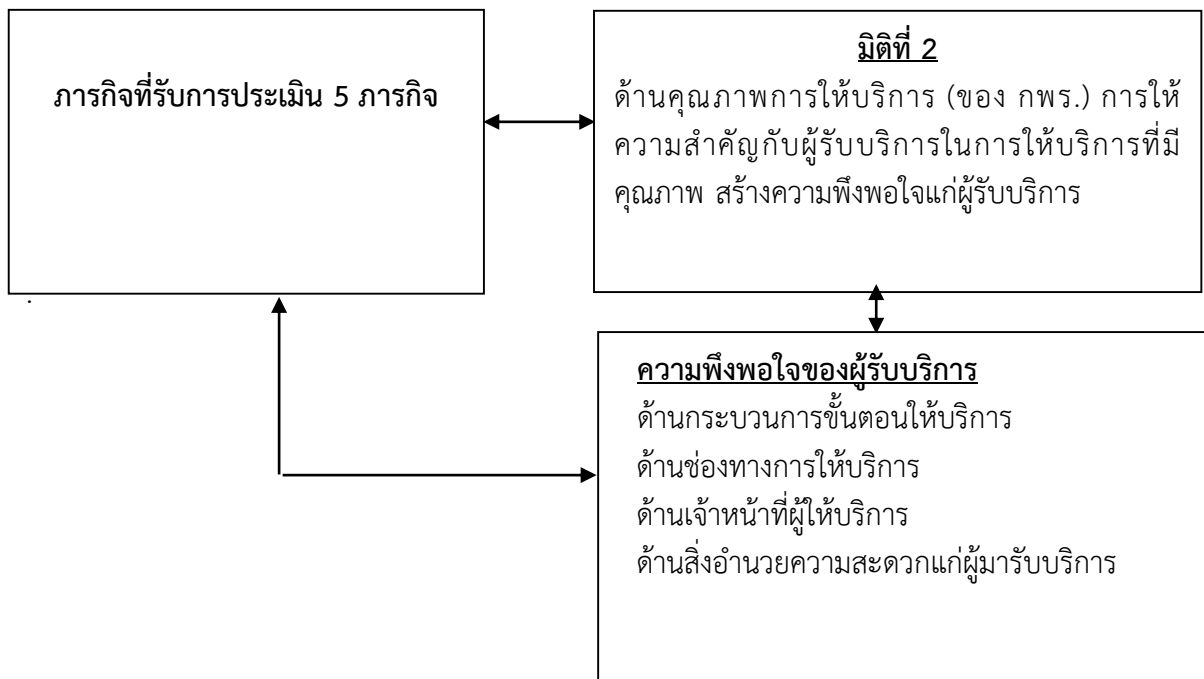 ภารกิจที่รับการประเมิน 5 ภารกิจ
มิติที่ 2
ด้านคุณภาพการให้บริการ (ของ กพร.) การให้
ความสำคัญกับผู้รับบริการในการให้บริการที่มี
คุณภาพ สร้างความพึงพอใจแก่ผู้รับบริการ
ความพึงพอใจของผู้รับบริการ
ด้านกระบวนการขั้นตอนให้บริการ
ด้านช่องทางการให้บริการ
ด้านเจ้าหน้าที่ผู้ให้บริการ
ด้านสิ่งอำนวยความสะดวกแก่ผู้มารับบริการ